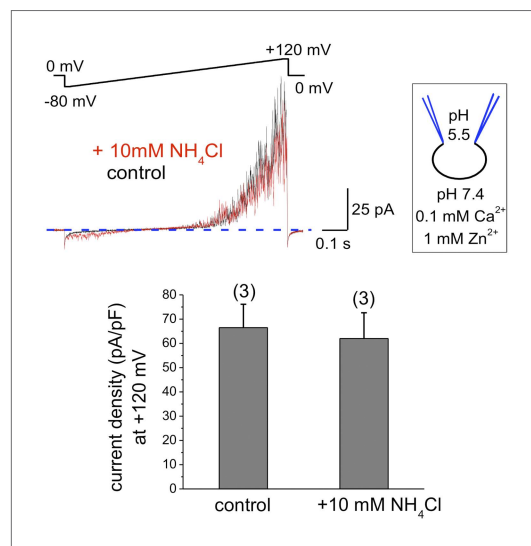 0 mV
+120 mV
-80 mV
0 mV
+ 10mM NH₄Cl
control
25 pA
0.1 s
pH
5.5
pH 7.4
0.1 mM Ca²⁺
1 mM Zn²⁺
current density (pA/pF)
at +120 mV
80
70
60
50
40
30
20
10
0
(3)
(3)
control
+10 mM NH₄Cl